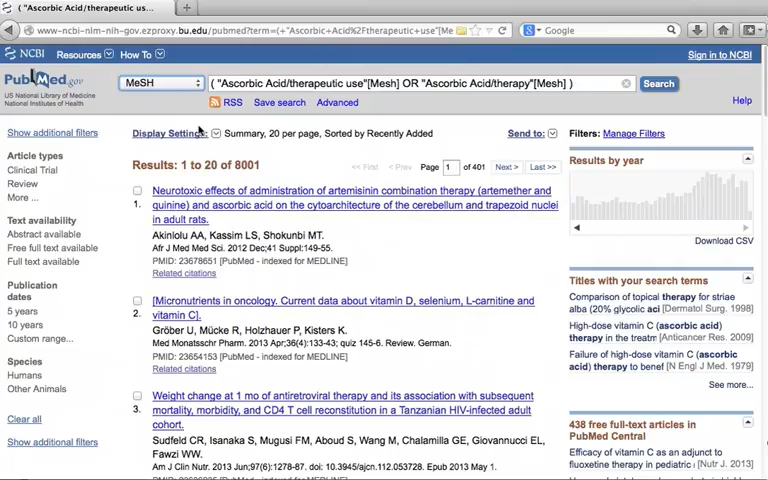 ( "Ascorbic Acid/therapeutic us...
www-ncbi-nlm-nih-gov.ezproxy.bu.edu/pubmed?term=(+"Ascorbic+Acid%2Ftherapeutic+use"[Me
Google
NCBI Resources How To Sign in to NCBI
PubMed.gov
US National Library of Medicine
National Institutes of Health
MeSH
( "Ascorbic Acid/therapeutic use"[Mesh] OR "Ascorbic Acid/therapy"[Mesh] )
Search
RSS Save search Advanced
Help
Show additional filters
Article types
Clinical Trial
Review
More ...
Text availability
Abstract available
Free full text available
Full text available
Publication
dates
5 years
10 years
Custom range...
Species
Humans
Other Animals
Clear all
Show additional filters
Display Settings: Summary, 20 per page, Sorted by Recently Added
Send to:
Results: 1 to 20 of 8001
<< First < Prev Page 1 of 401 Next > Last >>
1. Neurotoxic effects of administration of artemisinin combination therapy (artemether and
quinine) and ascorbic acid on the cytoarchitecture of the cerebellum and trapezoid nuclei
in adult rats.
Akinlolu AA, Kassim LS, Shokunbi MT.
Afr J Med Med Sci. 2012 Dec;41 Suppl:149-55.
PMID: 23678651 [PubMed - indexed for MEDLINE]
Related citations
2. [Micronutrients in oncology. Current data about vitamin D, selenium, L-carnitine and
vitamin C].
Gröber U, Mücke R, Holzhauer P, Kisters K.
Med Monatsschr Pharm. 2013 Apr;36(4):133-43; quiz 145-6. Review. German.
PMID: 23654153 [PubMed - indexed for MEDLINE]
Related citations
3. Weight change at 1 mo of antiretroviral therapy and its association with subsequent
mortality, morbidity, and CD4 T cell reconstitution in a Tanzanian HIV-infected adult
cohort.
Sudfeld CR, Isanaka S, Mugusi FM, Aboud S, Wang M, Chalamilla GE, Giovannucci EL,
Fawzi WW.
Am J Clin Nutr. 2013 Jun;97(6):1278-87. doi: 10.3945/ajcn.112.053728. Epub 2013 May 1.
Filters: Manage Filters
Results by year
Download CSV
Titles with your search terms
Comparison of topical therapy for striae
alba (20% glycolic aci [Dermatol Surg. 1998]
High-dose vitamin C (ascorbic acid)
therapy in the treatm [Anticancer Res. 2009]
Failure of high-dose vitamin C (ascorbic
acid) therapy to benef [N Engl J Med. 1979]
See more...
438 free full-text articles in
PubMed Central
Efficacy of vitamin C as an adjunct to
fluoxetine therapy in pediatric [Nutr J. 2013]